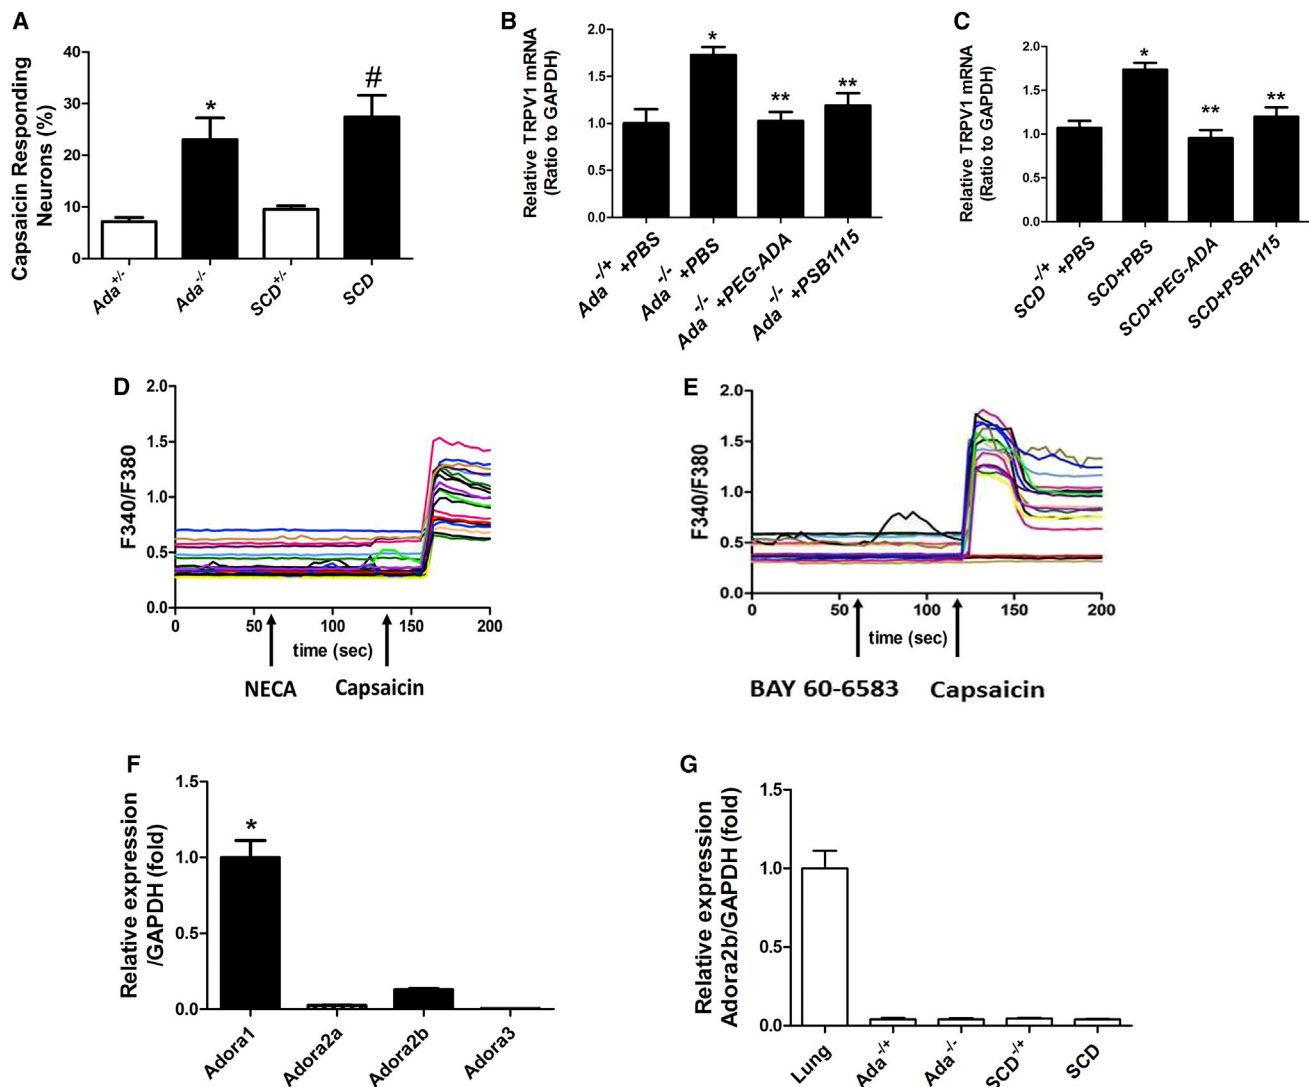 A
Capsaicin Responding
Neurons (%)
40
30
20
10
0
*
#
Ada+/-
Ada-/-
SCD+/-
SCD
B
Relative TRPV1 mRNA
(Ratio to GAPDH)
2.0
1.5
1.0
0.5
0.0
*
**
**
Ada-/+ +PBS
Ada-/- +PBS
Ada-/- +PEG-ADA
Ada-/- +PSB1115
C
Relative TRPV1 mRNA
(Ratio to GAPDH)
2.0
1.5
1.0
0.5
0.0
*
**
**
SCD-/+ +PBS
SCD+PBS
SCD+PEG-ADA
SCD+PSB1115
D
F340/F380
2.0
1.5
1.0
0.5
0.0
0 50 100 150 200
time (sec)
NECA Capsaicin
E
F340/F380
2.0
1.5
1.0
0.5
0.0
0 50 100 150 200
time (sec)
BAY 60-6583 Capsaicin
F
Relative expression
/GAPDH (fold)
1.5
1.0
0.5
0.0
*
Adora1
Adora2a
Adora2b
Adora3
G
Relative expression
Adora2b/GAPDH (fold)
1.5
1.0
0.5
0.0
Lung
Ada-/+
Ada-/-
SCD-/+
SCD